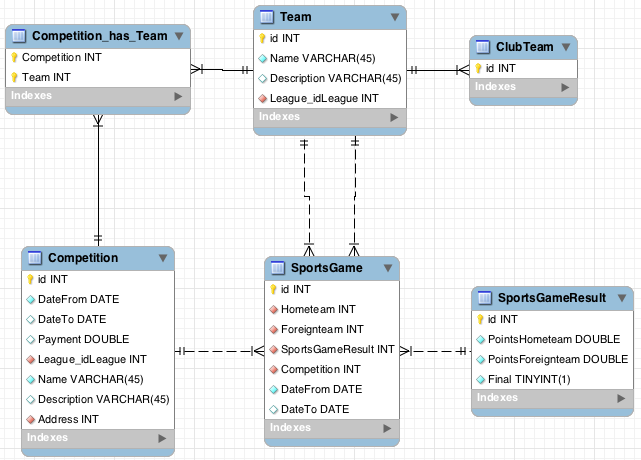 Competition_has_Team
Competition INT
Team INT
Indexes
Team
id INT
Name VARCHAR(45)
Description VARCHAR(45)
League_idLeague INT
Indexes
ClubTeam
id INT
Indexes
Competition
id INT
DateFrom DATE
DateTo DATE
Payment DOUBLE
League_idLeague INT
Name VARCHAR(45)
Description VARCHAR(45)
Address INT
Indexes
SportsGame
id INT
Hometeam INT
Foreignteam INT
SportsGameResult INT
Competition INT
DateFrom DATE
DateTo DATE
Indexes
SportsGameResult
id INT
PointsHometeam DOUBLE
PointsForeignteam DOUBLE
Final TINYINT(1)
Indexes